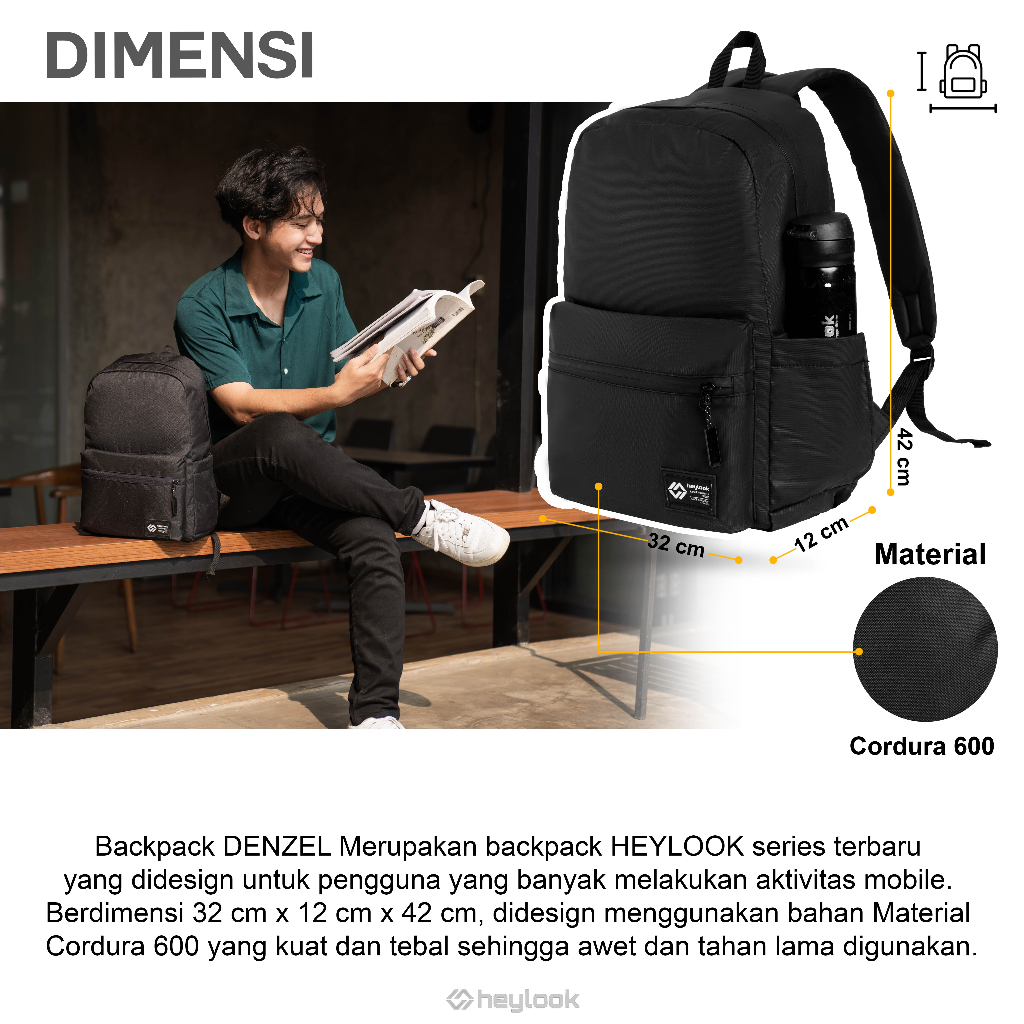 DIMENSI
heylook
42 cm
32 cm
12 cm
Material
Cordura 600
Backpack DENZEL Merupakan backpack HEYLOOK series terbaru
yang didesign untuk pengguna yang banyak melakukan aktivitas mobile.
Berdimensi 32 cm x 12 cm x 42 cm, didesign menggunakan bahan Material
Cordura 600 yang kuat dan tebal sehingga awet dan tahan lama digunakan.
heylook